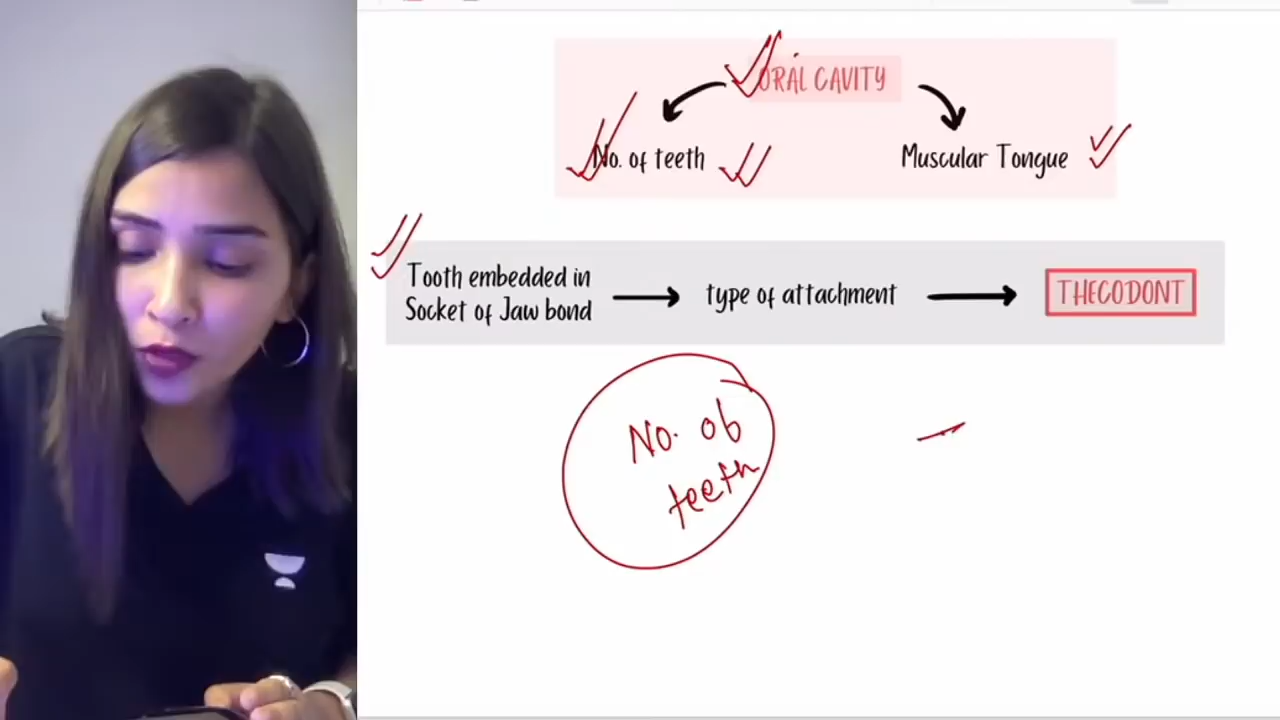 ORAL CAVITY
No. of teeth
Muscular Tongue
Tooth embedded in
Socket of Jaw bond
type of attachment
THECODONT
No. of
teeth